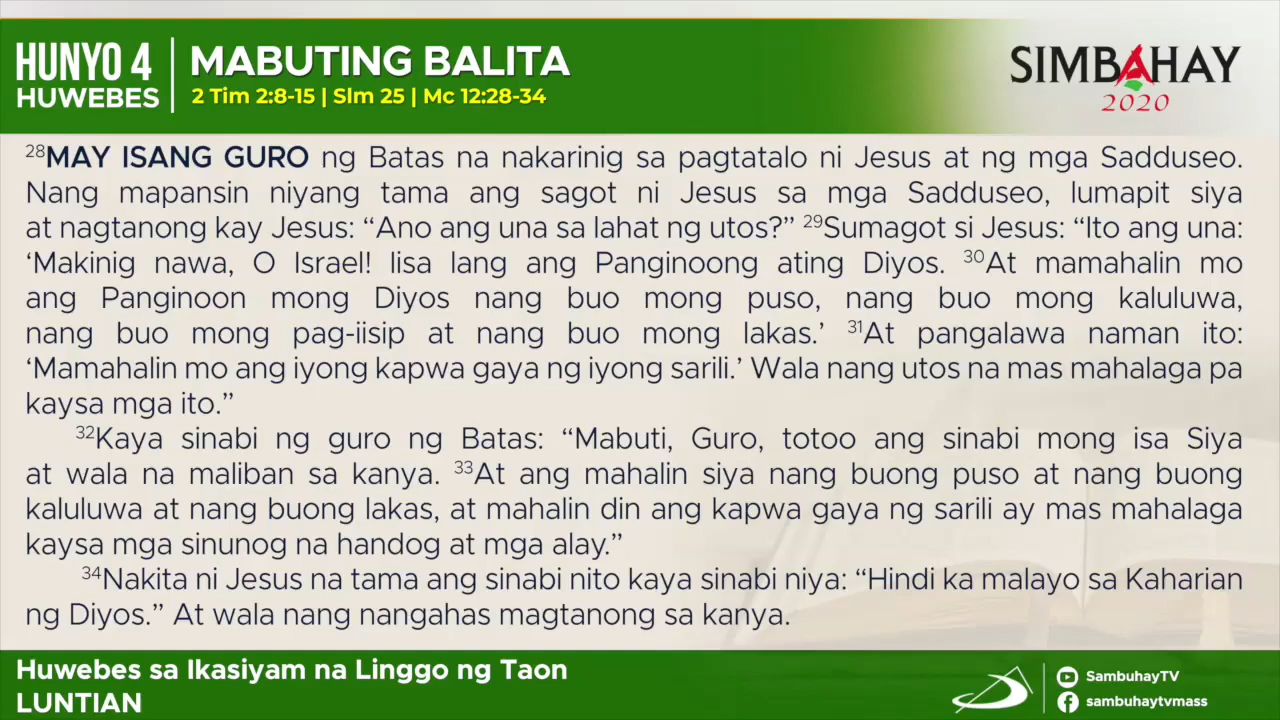 HUNYO 4
HUWEBES
MABUTING BALITA
2 Tim 2:8-15 | Slm 25 | Mc 12:28-34
SIMBAHAY
2020
28MAY ISANG GURO ng Batas na nakarinig sa pagtatalo ni Jesus at ng mga Sadduseo.
Nang mapansin niyang tama ang sagot ni Jesus sa mga Sadduseo, lumapit siya
at nagtanong kay Jesus: “Ano ang una sa lahat ng utos?” 29Sumagot si Jesus: “Ito ang una:
‘Makinig nawa, O Israel! Iisa lang ang Panginoong ating Diyos. 30At mamahalin mo
ang Panginoon mong Diyos nang buo mong puso, nang buo mong kaluluwa,
nang buo mong pag-iisip at nang buo mong lakas.’ 31At pangalawa naman ito:
‘Mamahalin mo ang iyong kapwa gaya ng iyong sarili.’ Wala nang utos na mas mahalaga pa
kaysa mga ito.”
32Kaya sinabi ng guro ng Batas: “Mabuti, Guro, totoo ang sinabi mong isa Siya
at wala na maliban sa kanya. 33At ang mahalin siya nang buong puso at nang buong
kaluluwa at nang buong lakas, at mahalin din ang kapwa gaya ng sarili ay mas mahalaga
kaysa mga sinunog na handog at mga alay.”
34Nakita ni Jesus na tama ang sinabi nito kaya sinabi niya: “Hindi ka malayo sa Kaharian
ng Diyos.” At wala nang nangahas magtanong sa kanya.
Huwebes sa Ikasiyam na Linggo ng Taon
LUNTIAN
SambuhayTV
sambuhaytvmass